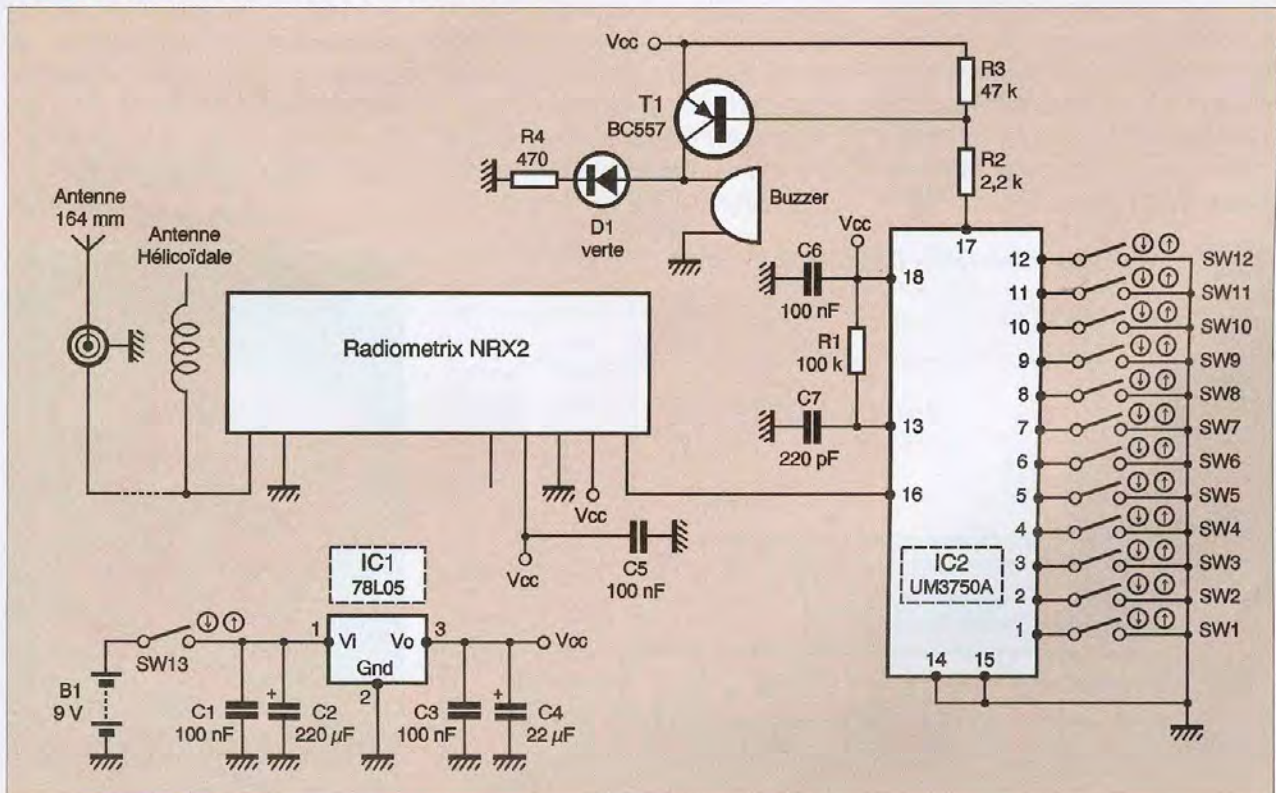 Vcc
R3
47 k
T1
BC557
R4
470
R2
2,2 k
D1
verte
Buzzer
Antenne
164 mm
Antenne
Hélicoïdale
Radiometrix NRX2
Vcc
C6
100 nF
R1
100 k
C7
220 pF
17
18
13
16
12
11
10
9
8
7
6
5
4
3
2
1
SW12
SW11
SW10
SW9
SW8
SW7
SW6
SW5
SW4
SW3
SW2
SW1
IC2
UM3750A
14
15
Vcc
Vcc
C5
100 nF
IC1
78L05
1
Vi
Vo
3
Gnd
2
Vcc
SW13
B1
9 V
C1
100 nF
+
C2
220 µF
C3
100 nF
+
C4
22 µF